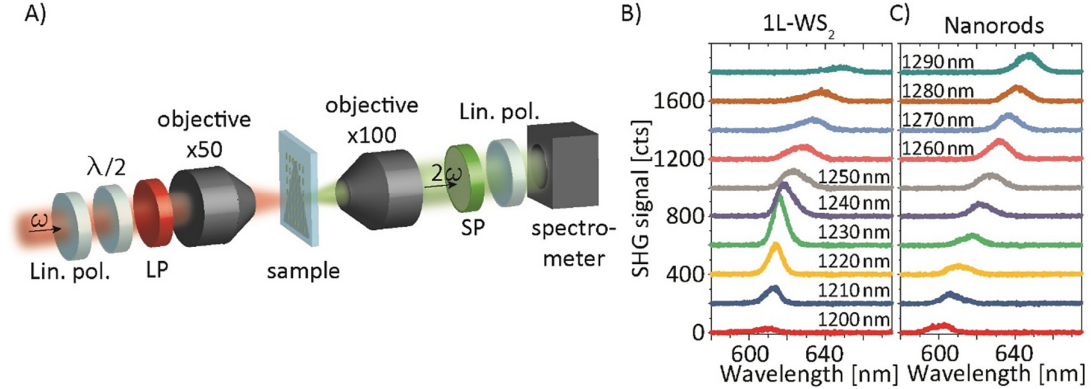 A)
objective
x50
λ/2
ω
Lin. pol.
LP
sample
objective
x100
2ω
Lin. pol.
SP
spectro-
meter
B)
1L-WS2
SHG signal [cts]
1600
1200
800
400
0
1250 nm
1240 nm
1230 nm
1220 nm
1210 nm
1200 nm
600 640
Wavelength [nm]
C)
Nanorods
1290 nm
1280 nm
1270 nm
1260 nm
600 640
Wavelength [nm]